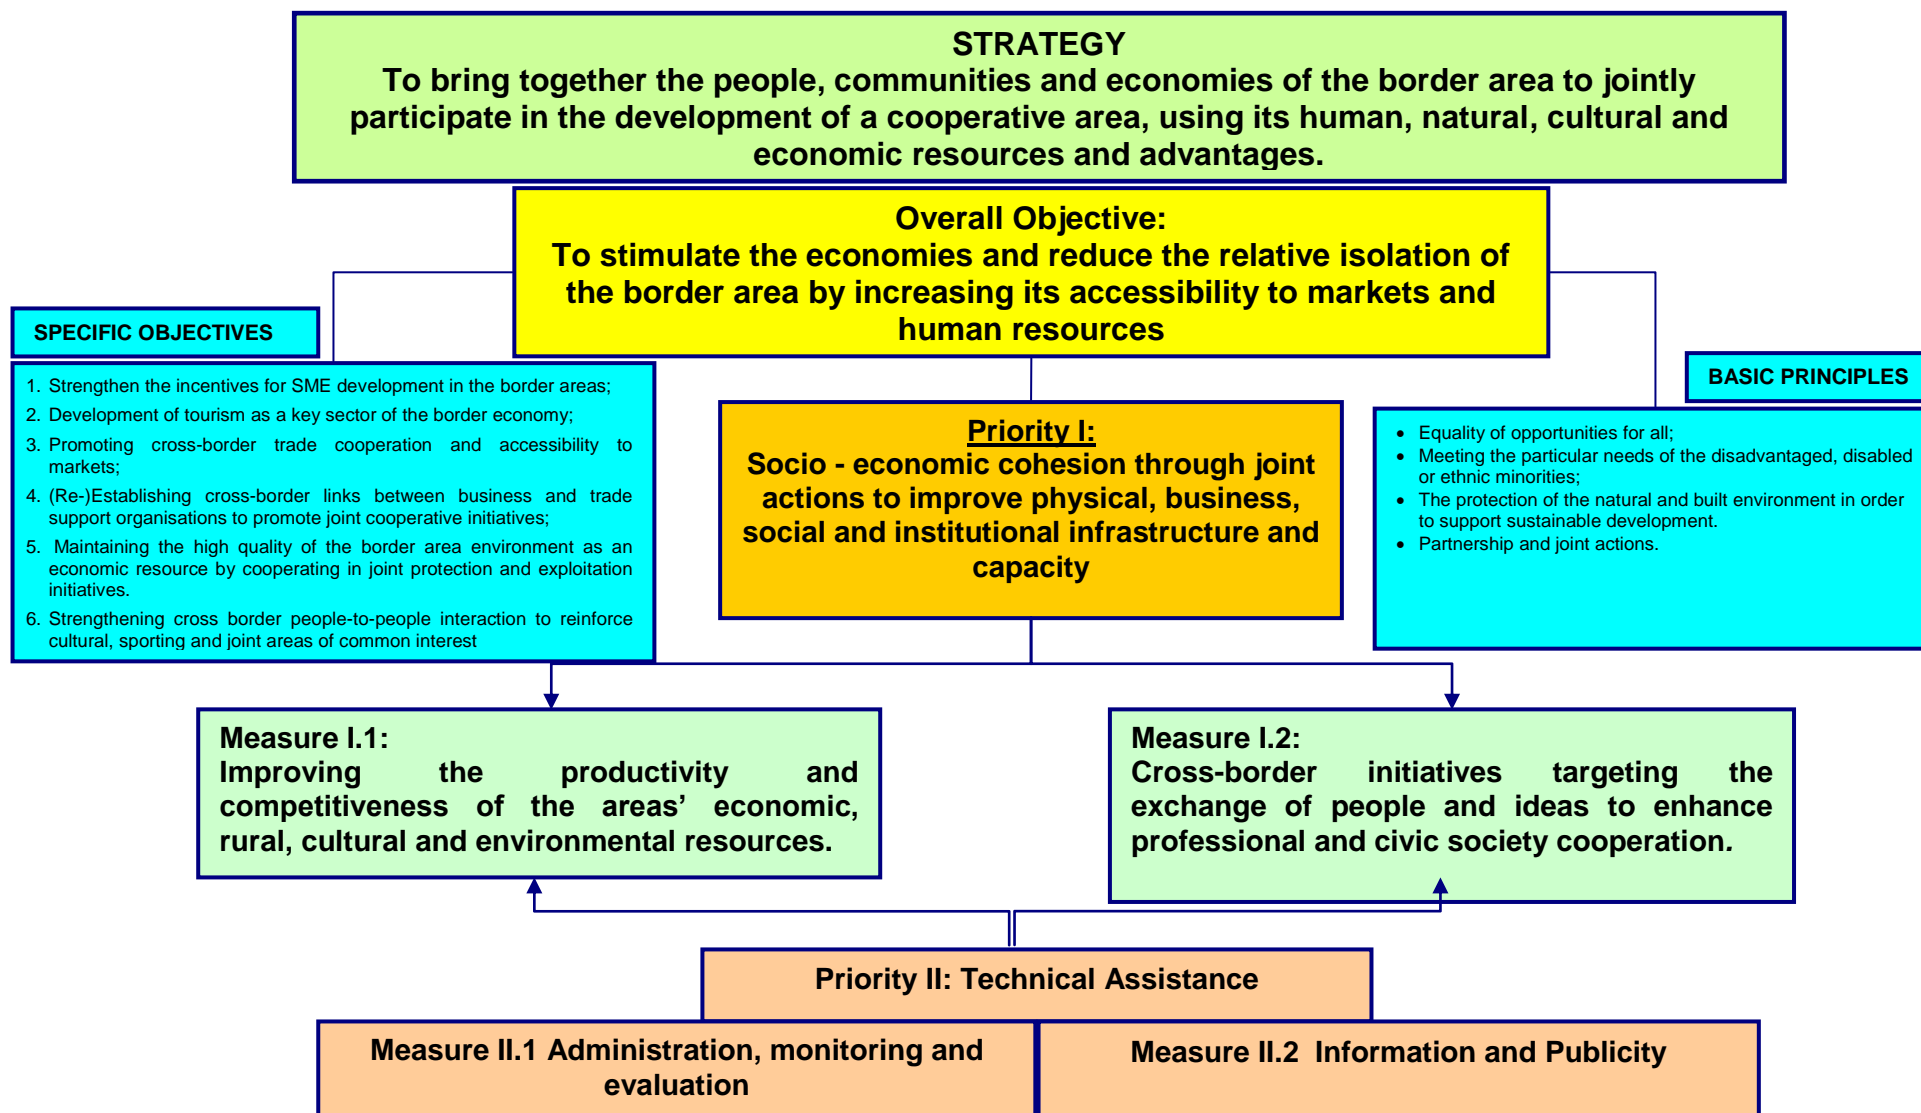 STRATEGY
To bring together the people, communities and economies of the border area to jointly
participate in the development of a cooperative area, using its human, natural, cultural and
economic resources and advantages.
Overall Objective:
To stimulate the economies and reduce the relative isolation of
the border area by increasing its accessibility to markets and
human resources
SPECIFIC OBJECTIVES
1. Strengthen the incentives for SME development in the border areas;
2. Development of tourism as a key sector of the border economy;
3. Promoting cross-border trade cooperation and accessibility to
markets;
4. (Re-)Establishing cross-border links between business and trade
support organisations to promote joint cooperative initiatives;
5. Maintaining the high quality of the border area environment as an
economic resource by cooperating in joint protection and exploitation
initiatives.
6. Strengthening cross border people-to-people interaction to reinforce
cultural, sporting and joint areas of common interest
Priority I:
Socio - economic cohesion through joint
actions to improve physical, business,
social and institutional infrastructure and
capacity
BASIC PRINCIPLES
• Equality of opportunities for all;
• Meeting the particular needs of the disadvantaged, disabled
or ethnic minorities;
• The protection of the natural and built environment in order
to support sustainable development.
• Partnership and joint actions.
Measure I.1:
Improving the productivity and
competitiveness of the areas’ economic,
rural, cultural and environmental resources.
Measure I.2:
Cross-border initiatives targeting the
exchange of people and ideas to enhance
professional and civic society cooperation.
Priority II: Technical Assistance
Measure II.1 Administration, monitoring and
evaluation
Measure II.2 Information and Publicity